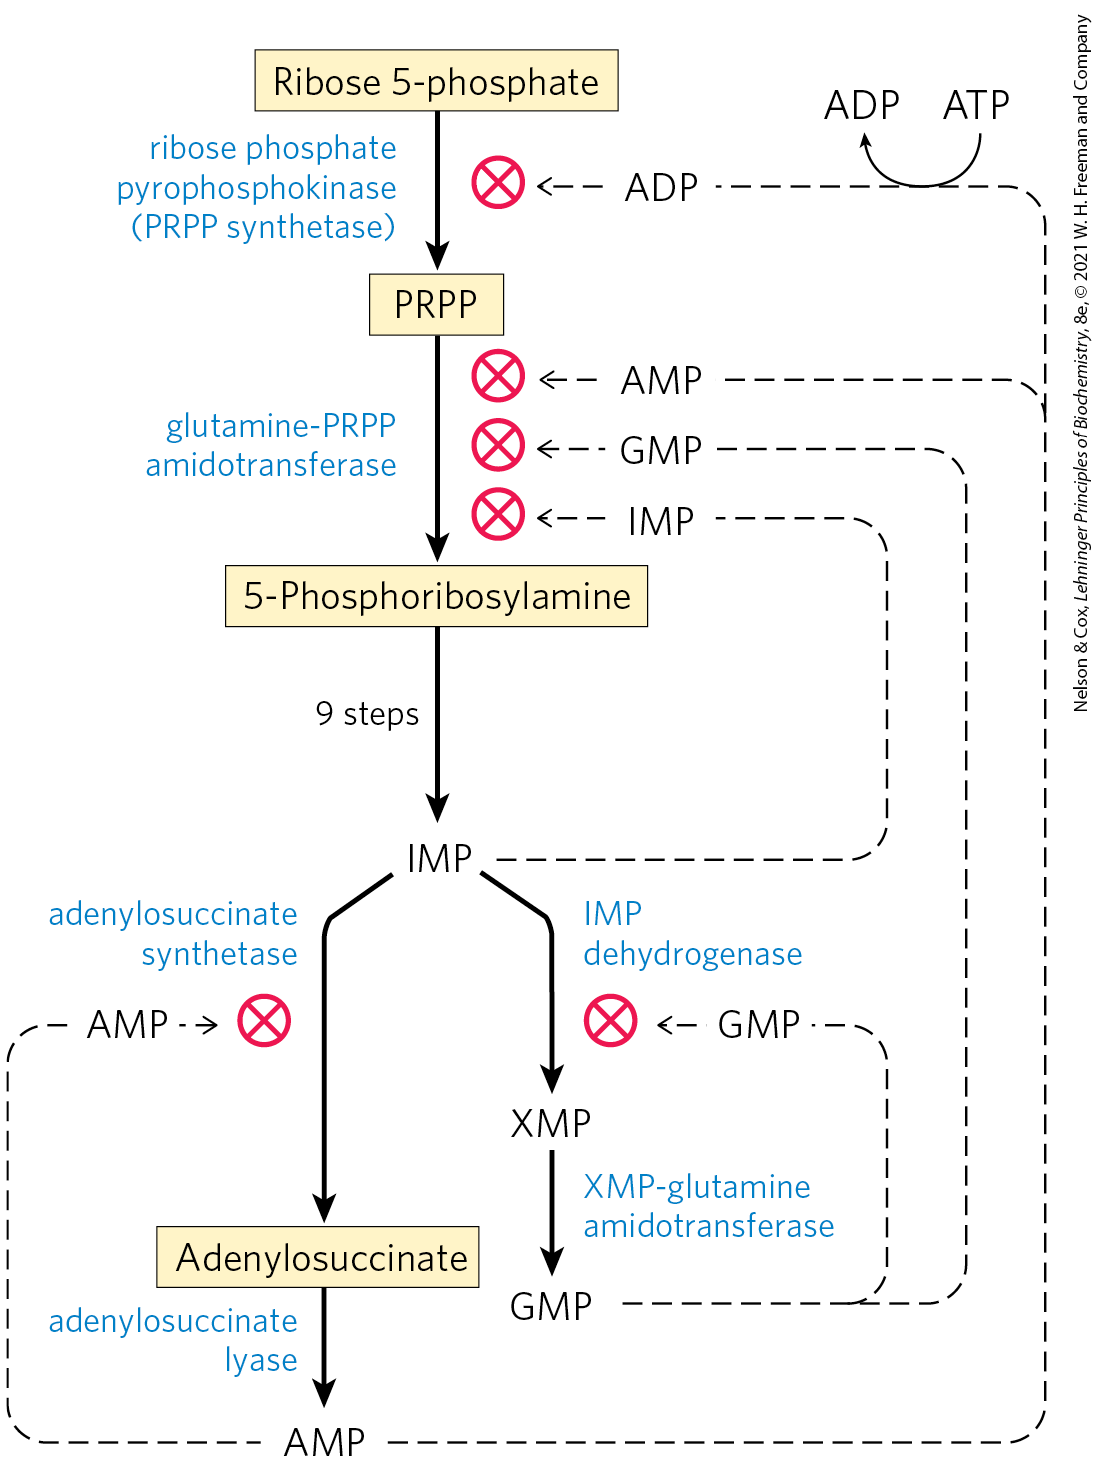 Ribose 5-phosphate
ribose phosphate
pyrophosphokinase
(PRPP synthetase)
ADP
ADP ATP
PRPP
glutamine-PRPP
amidotransferase
AMP
GMP
IMP
5-Phosphoribosylamine
9 steps
IMP
adenylosuccinate
synthetase
IMP
dehydrogenase
AMP
GMP
XMP
XMP-glutamine
amidotransferase
Adenylosuccinate
GMP
adenylosuccinate
lyase
AMP
Nelson & Cox, Lehninger Principles of Biochemistry, 8e, © 2021 W. H. Freeman and Company